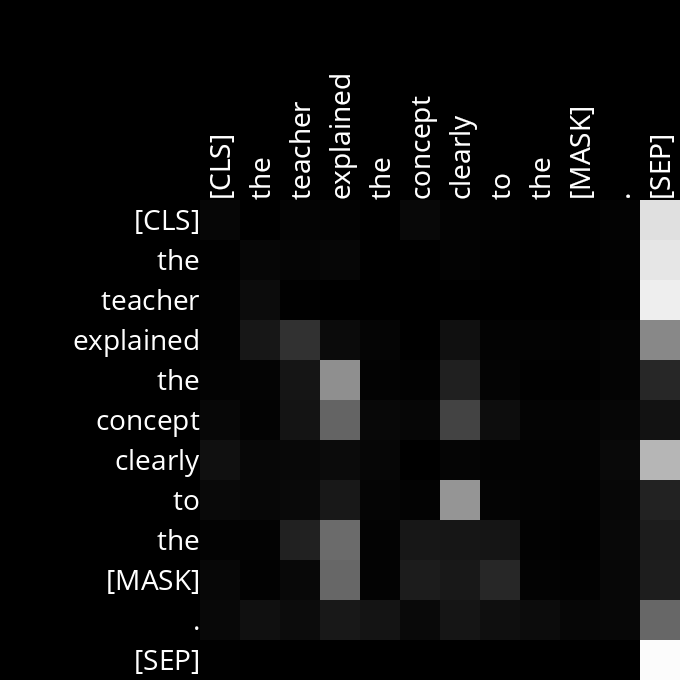 [CLS]
the
teacher
explained
the
concept
clearly
to
the
[MASK]
.
[SEP]
[CLS]
the
teacher
explained
the
concept
clearly
to
the
[MASK]
.
[SEP]